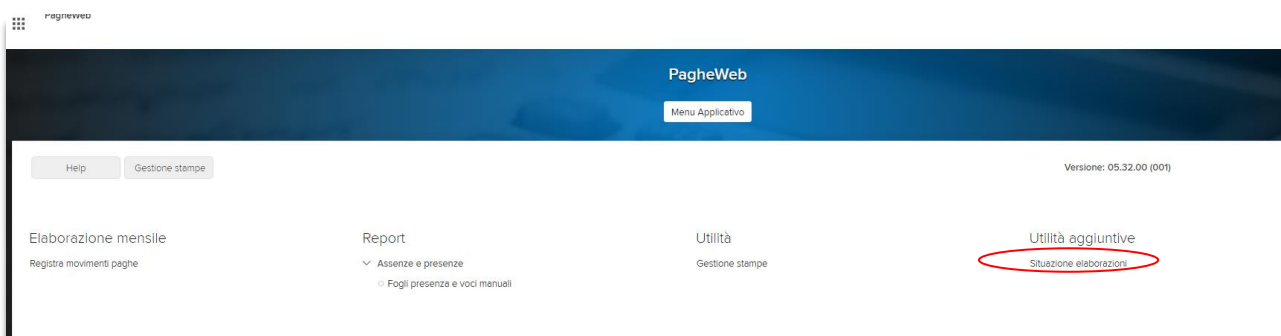 PagheWeb
PagheWeb
Menu Applicativo
Help
Gestione stampe
Versione: 05.32.00 (001)
Elaborazione mensile
Registra movimenti paghe
Report
Assenze e presenze
Fogli presenza e voci manuali
Utilità
Gestione stampe
Utilità aggiuntive
Situazione elaborazioni